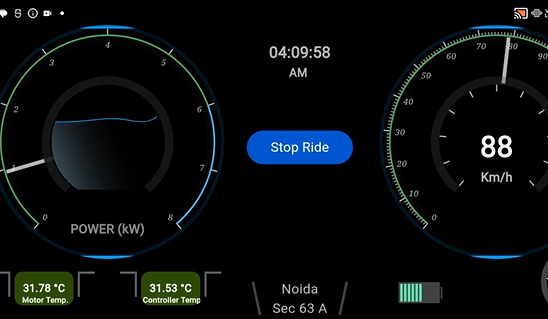 04:09:58
AM
Stop Ride
0
1
2
3
4
5
6
7
8
POWER (kW)
0
10
20
30
40
50
60
70
80
90
88
Km/h
31.78 °C
Motor Temp.
31.53 °C
Controller Temp
Noida
Sec 63 A